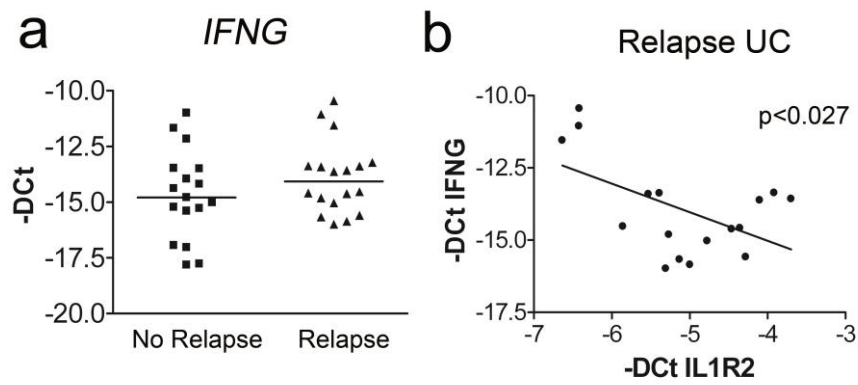 a
IFNG
-DCt
-10.0
-12.5
-15.0
-17.5
-20.0
No Relapse
Relapse
b
Relapse UC
p<0.027
-DCt IFNG
-10.0
-12.5
-15.0
-17.5
-7
-6
-5
-4
-3
-DCt IL1R2